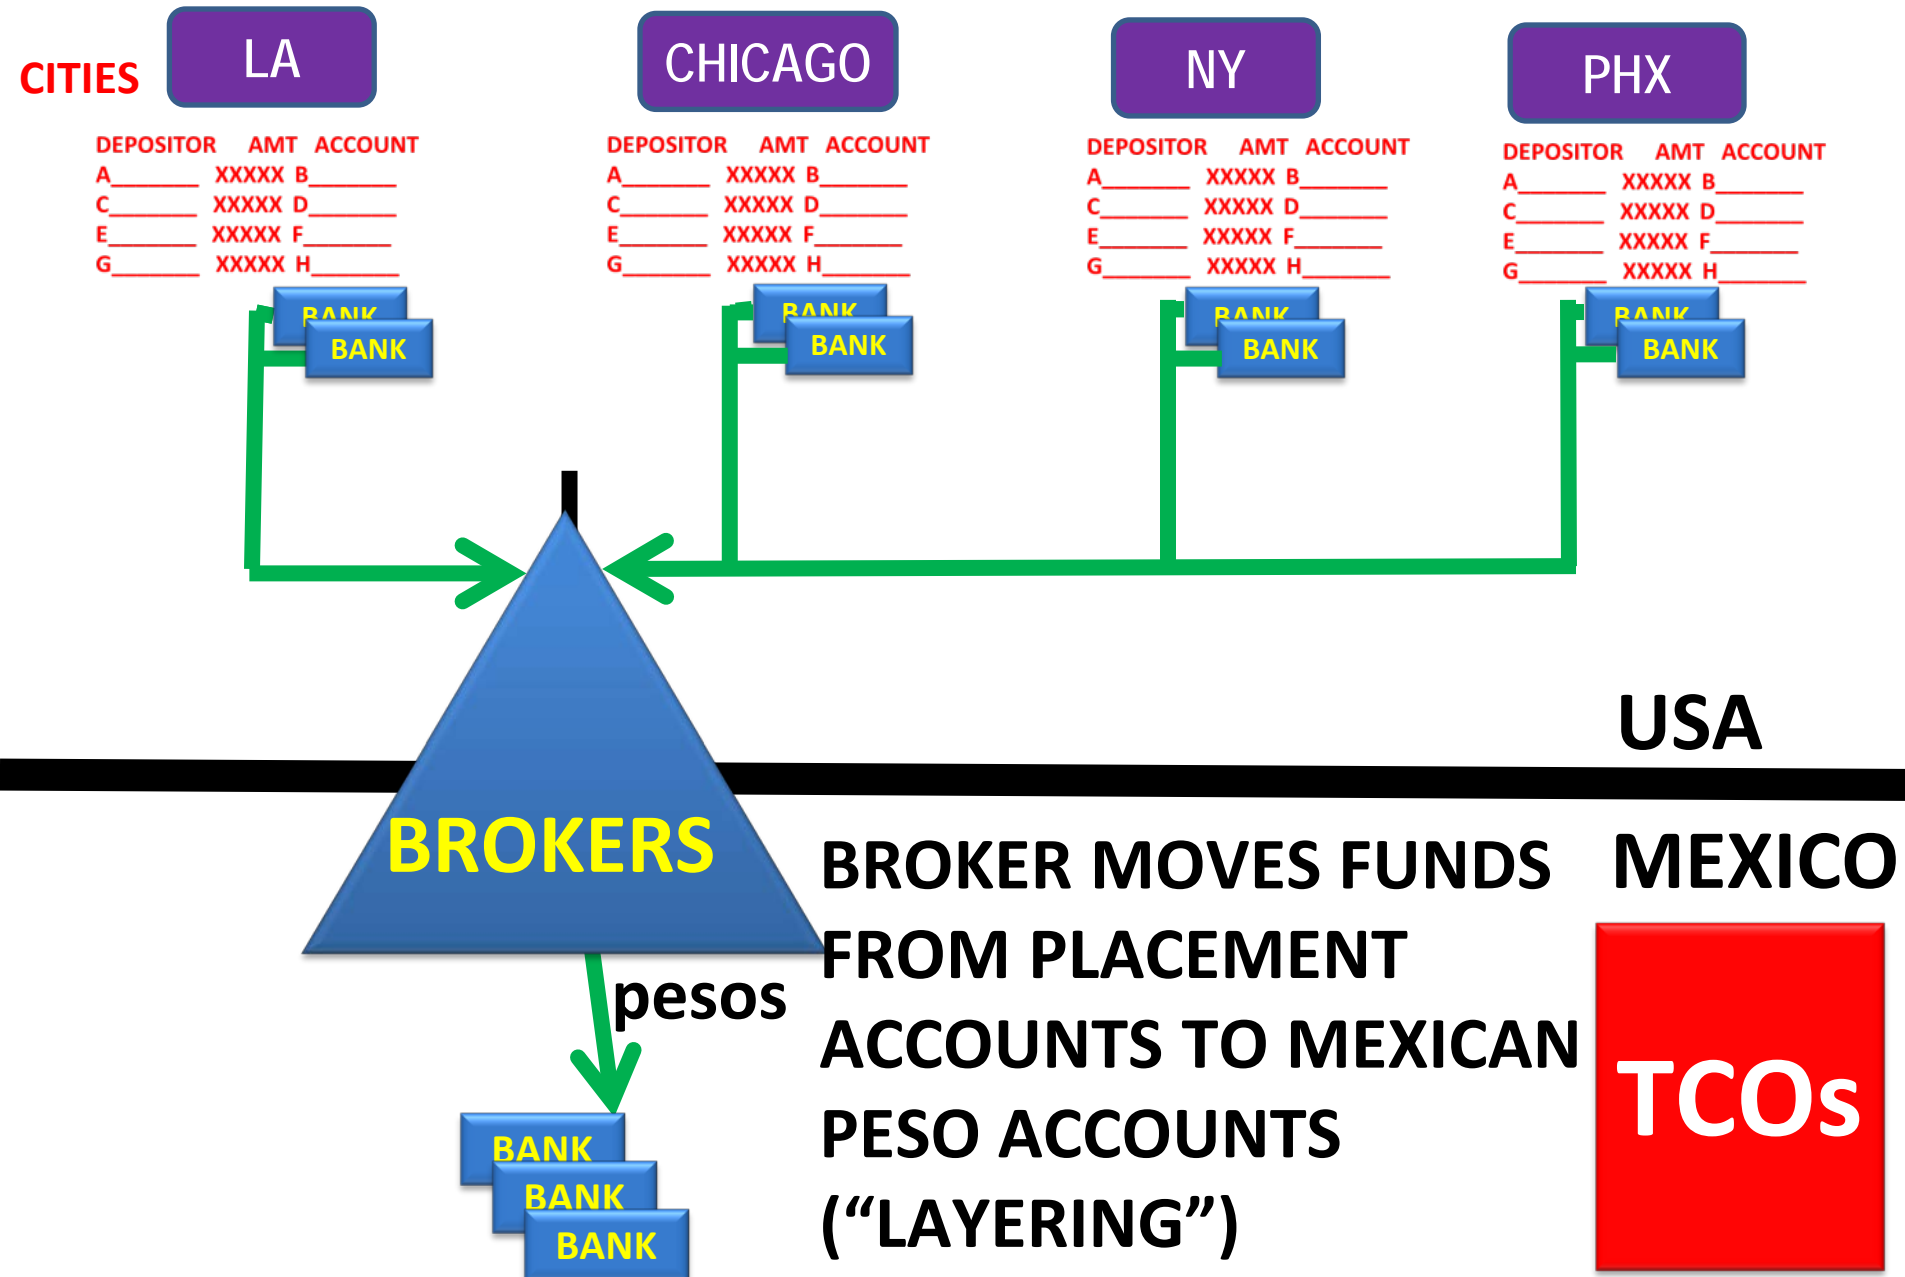 CITIES
LA
CHICAGO
NY
PHX
DEPOSITOR AMT ACCOUNT
A_______ XXXXX B_______
C_______ XXXXX D_______
E_______ XXXXX F_______
G_______ XXXXX H_______
BANK
BANK
DEPOSITOR AMT ACCOUNT
A_______ XXXXX B_______
C_______ XXXXX D_______
E_______ XXXXX F_______
G_______ XXXXX H_______
BANK
BANK
DEPOSITOR AMT ACCOUNT
A_______ XXXXX B_______
C_______ XXXXX D_______
E_______ XXXXX F_______
G_______ XXXXX H_______
BANK
BANK
DEPOSITOR AMT ACCOUNT
A_______ XXXXX B_______
C_______ XXXXX D_______
E_______ XXXXX F_______
G_______ XXXXX H_______
BANK
BANK
USA
MEXICO
BROKERS
pesos
BANK
BANK
BANK
BROKER MOVES FUNDS
FROM PLACEMENT
ACCOUNTS TO MEXICAN
PESO ACCOUNTS
(“LAYERING”)
TCOs